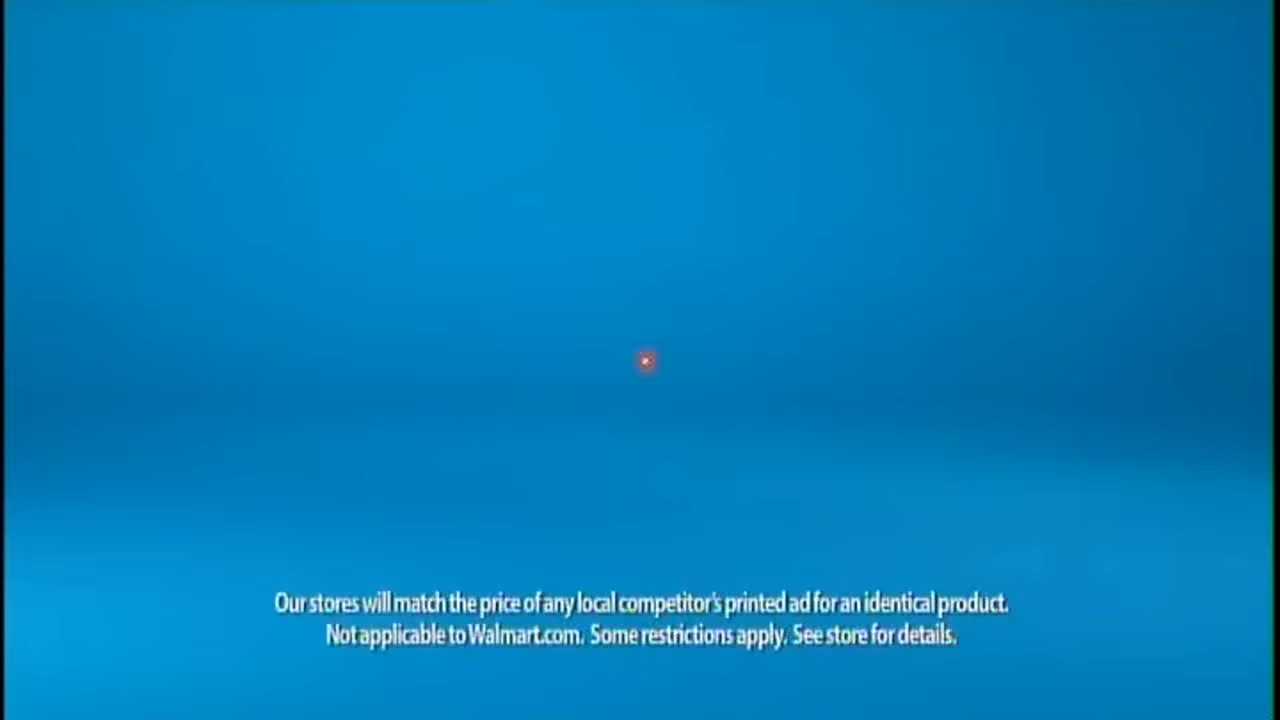 Our stores will match the price of any local competitor's printed ad for an identical product.
Not applicable to Walmart.com. Some restrictions apply. See store for details.